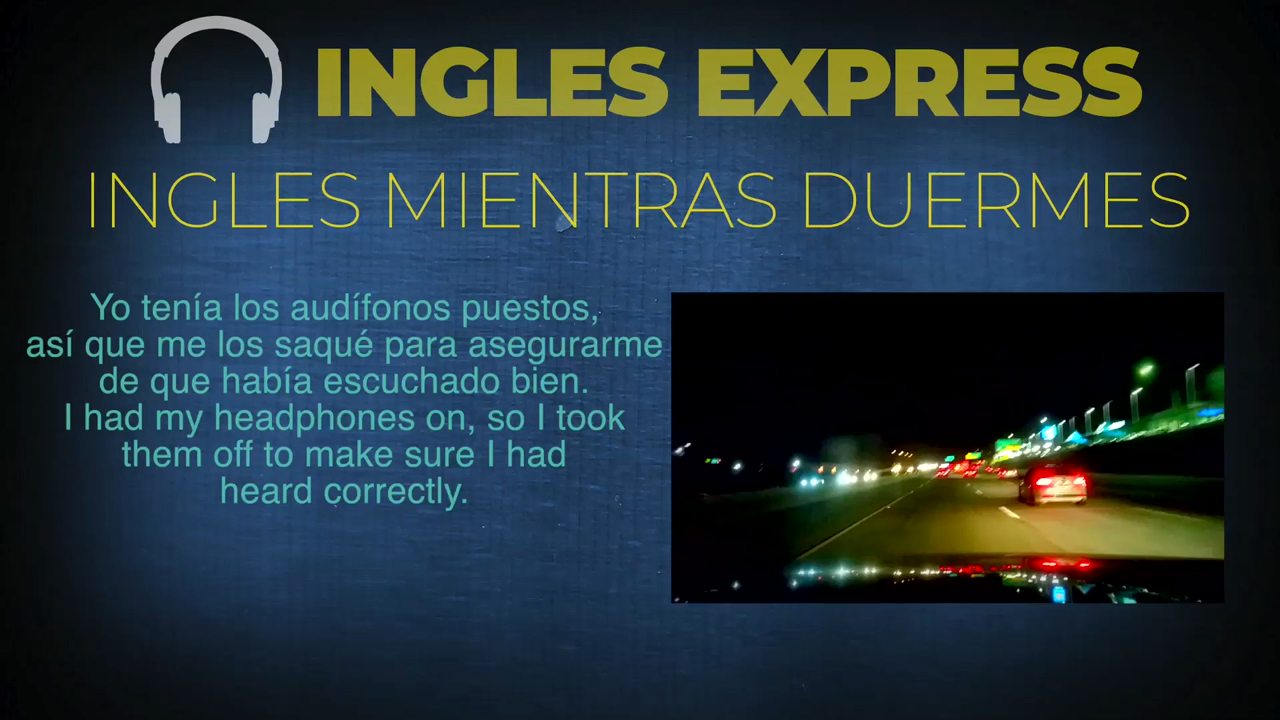 INGLES EXPRESS
INGLES MIENTRAS DUERMES
Yo tenía los audífonos puestos,
así que me los saqué para asegurarme
de que había escuchado bien.
I had my headphones on, so I took
them off to make sure I had
heard correctly.